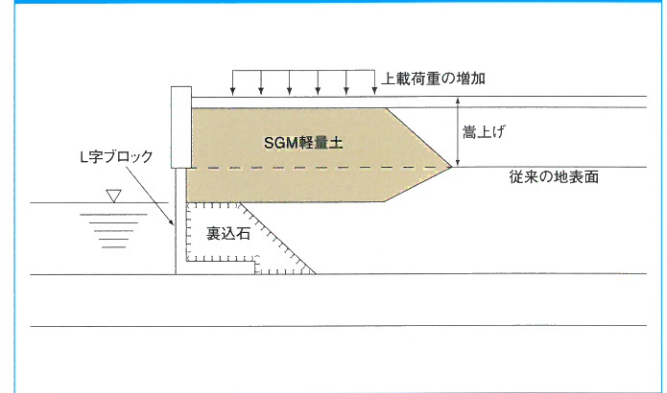 上載荷重の増加
SGM軽量土
嵩上げ
L字ブロック
従来の地表面
裏込石